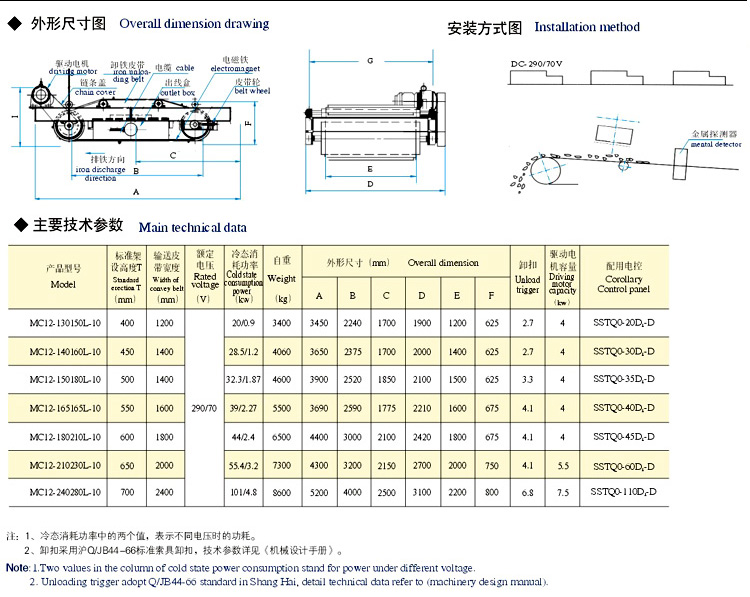 ◆ 外形尺寸图 Overall dimension drawing
安装方式图 Installation method
驱动电机
driving motor
卸铁皮带
iron unloading belt
电缆 cable
电磁铁
electromagnet
链条盖
chain cover
出线盒
outlet box
皮带轮
belt wheel
I
F
C
B
A
排铁方向
iron discharge
direction
G
E
D
DC-290/70V
金属探测器
mental detector
◆ 主要技术参数 Main technical data
产品型号 Model | 标准架设高度T Standard erection T (mm) | 输送皮带宽度 Width of convey belt (mm) | 额定电压 Rated voltage (V) | 冷态消耗功率 Cold state consumption power (kw) | 自重 Weight (kg) | 外形尺寸 (mm) Overall dimension | 卸扣 Unload trigger | 驱动电机容量 Driving motor capacity (kw) | 配用电控 Corollary Control panel
A B C D E F
MC12-130150L-10 400 1200 20/0.9 3400 3450 2240 1700 1900 1200 625 2.7 4 SSTQ0-20D₄-D
MC12-140160L-10 450 1400 28.5/1.2 4060 3650 2375 1700 2000 1400 625 2.7 4 SSTQ0-30D₄-D
MC12-150180L-10 500 1400 32.3/1.87 4600 3900 2520 1850 2100 1500 625 3.3 4 SSTQ0-35D₄-D
MC12-165165L-10 550 1600 290/70 39/2.27 5500 3690 2590 1775 2210 1600 675 4.1 4 SSTQ0-40D₄-D
MC12-180210L-10 600 1800 44/2.4 6500 4400 3000 2100 2420 1800 675 4.1 4 SSTQ0-45D₄-D
MC12-210230L-10 650 2000 55.4/3.2 7300 4300 3200 2150 2700 2000 750 4.1 5.5 SSTQ0-60D₄-D
MC12-240280L-10 700 2400 101/4.8 8600 5200 4000 2500 3100 2200 800 6.8 7.5 SSTQ0-110D₄-D
注：1、冷态消耗功率中的两个值，表示不同电压时的功耗。
2、卸扣采用沪Q/JB44-66标准索具卸扣，技术参数详见《机械设计手册》。
Note: 1.Two values in the column of cold state power consumption stand for power under different voltage.
2. Unloading trigger adopt Q/JB44-66 standard in Shang Hai, detail technical data refer to (machinery design manual).